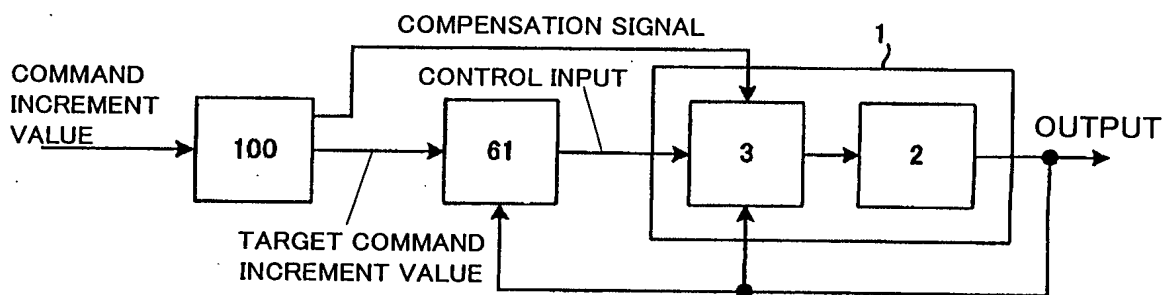 COMPENSATION SIGNAL
1
COMMAND
INCREMENT
VALUE
CONTROL INPUT
OUTPUT
100
61
3
2
TARGET COMMAND
INCREMENT VALUE